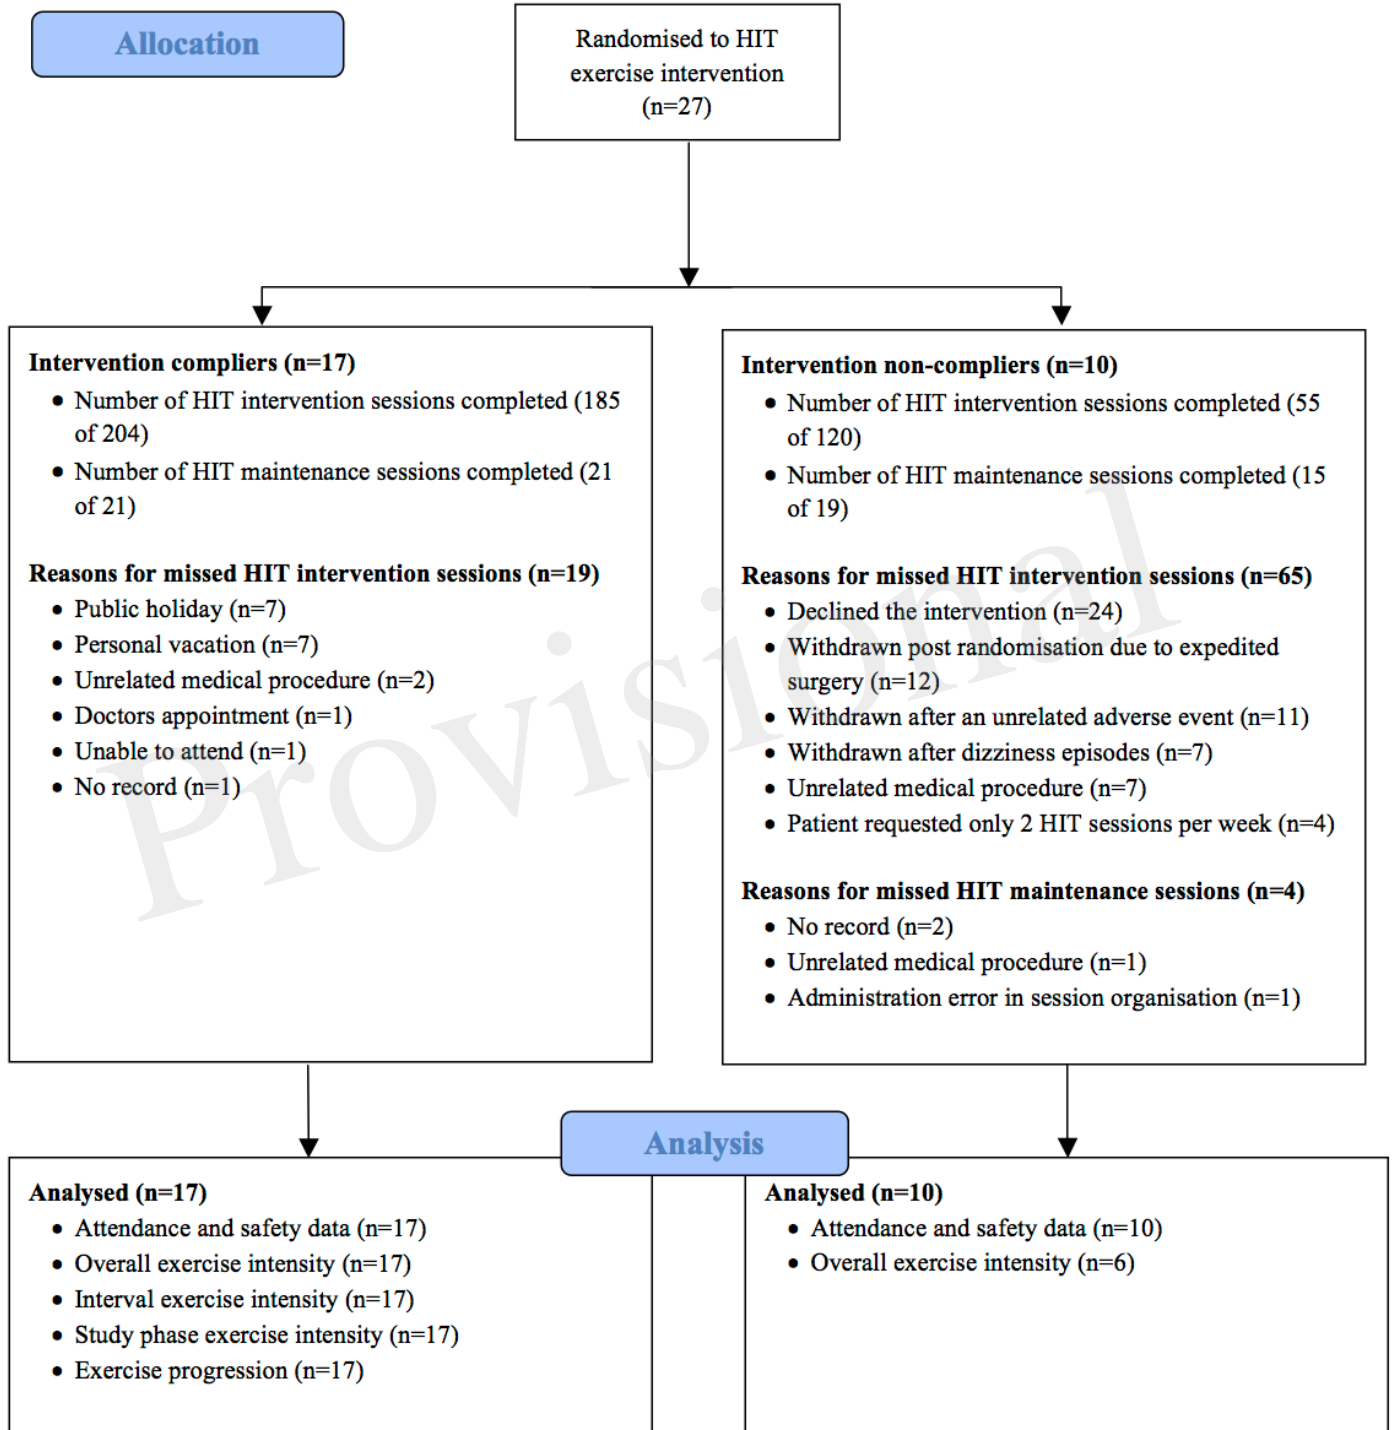 Allocation
Randomised to HIT
exercise intervention
(n=27)
Intervention compliers (n=17)
• Number of HIT intervention sessions completed (185
of 204)
• Number of HIT maintenance sessions completed (21
of 21)
Reasons for missed HIT intervention sessions (n=19)
• Public holiday (n=7)
• Personal vacation (n=7)
• Unrelated medical procedure (n=2)
• Doctors appointment (n=1)
• Unable to attend (n=1)
• No record (n=1)
Intervention non-compliers (n=10)
• Number of HIT intervention sessions completed (55
of 120)
• Number of HIT maintenance sessions completed (15
of 19)
Reasons for missed HIT intervention sessions (n=65)
• Declined the intervention (n=24)
• Withdrawn post randomisation due to expedited
surgery (n=12)
• Withdrawn after an unrelated adverse event (n=11)
• Withdrawn after dizziness episodes (n=7)
• Unrelated medical procedure (n=7)
• Patient requested only 2 HIT sessions per week (n=4)
Reasons for missed HIT maintenance sessions (n=4)
• No record (n=2)
• Unrelated medical procedure (n=1)
• Administration error in session organisation (n=1)
Provisional
Analysis
Analysed (n=17)
• Attendance and safety data (n=17)
• Overall exercise intensity (n=17)
• Interval exercise intensity (n=17)
• Study phase exercise intensity (n=17)
• Exercise progression (n=17)
Analysed (n=10)
• Attendance and safety data (n=10)
• Overall exercise intensity (n=6)